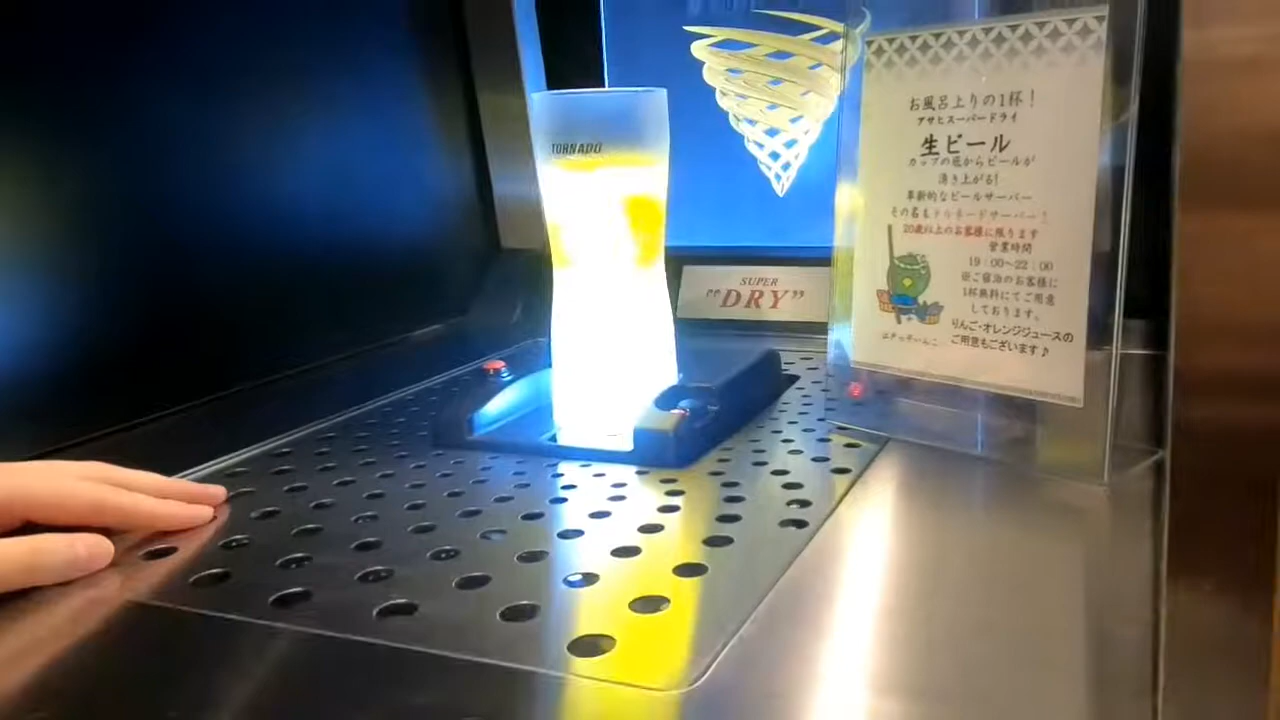 TORNADO
SUPER
"DRY"
お風呂上りの1杯!
アサヒスーパードライ
生ビール
カップの底からビールが
湧き上がる!
革新的なビールサーバー
その名もトルネードサーバー!
20歳以上のお客様に限ります
営業時間
19:00~22:00
※ご宿泊のお客様に
1杯無料にてご用意
しております。
りんご・オレンジジュースの
ご用意もございます♪